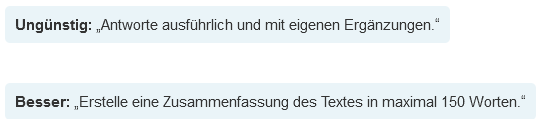 Ungünstig: „Antworte ausführlich und mit eigenen Ergänzungen.“
Besser: „Erstelle eine Zusammenfassung des Textes in maximal 150 Worten.“